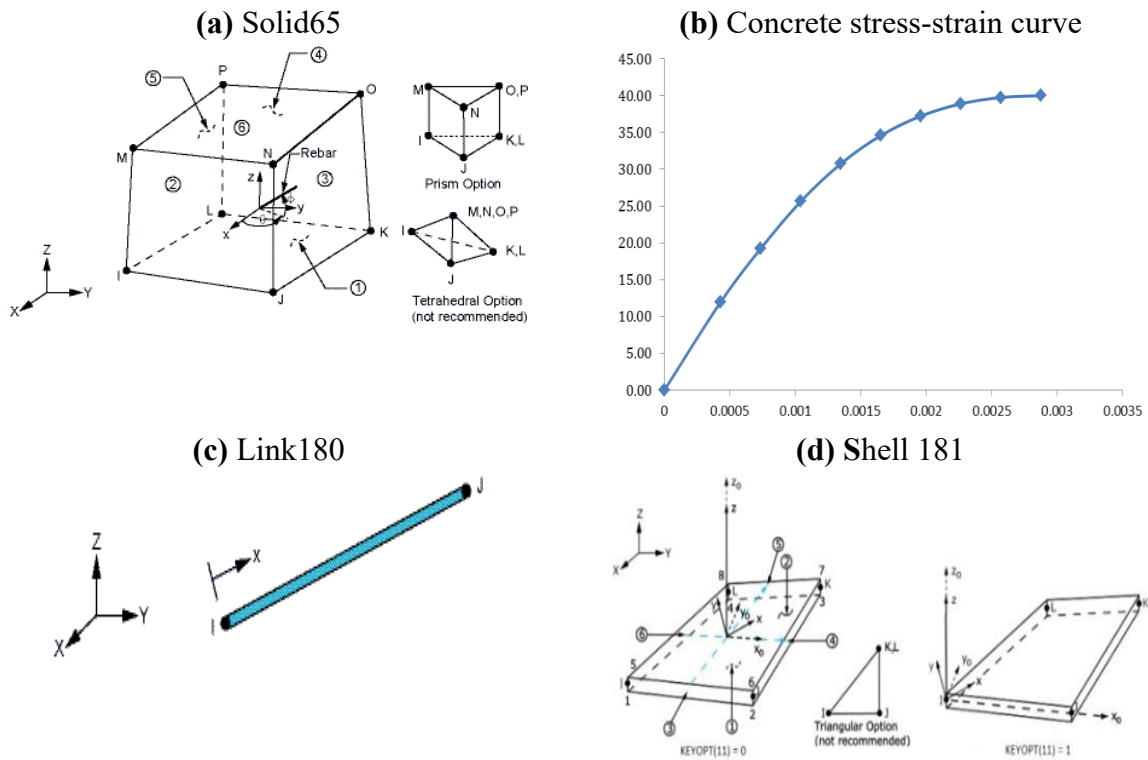 (a) Solid65
(b) Concrete stress-strain curve
P
④
⑤
O
⑥
M
N
Rebar
z
③
②
y
L
θ
x
K
I
①
J
Z
Y
X
M
O,P
N
I
K,L
J
Prism Option
M,N,O,P
I
K,L
J
Tetrahedral Option
(not recommended)
45.00
40.00
35.00
30.00
25.00
20.00
15.00
10.00
5.00
0.00
0
0.0005
0.001
0.0015
0.002
0.0025
0.003
0.0035
(c) Link180
J
X
I
Z
Y
X
(d) Shell 181
Z
Y
X
z₀
z
⑤
②
8
7
L
K
4
3
y
y₀
x
⑥
x₀
④
5
I
6
1
2
③
①
KEYOPT(11) = 0
K,L
I
J
Triangular Option
(not recommended)
z₀
z
L
K
y
y₀
x
I
x₀
KEYOPT(11) = 1